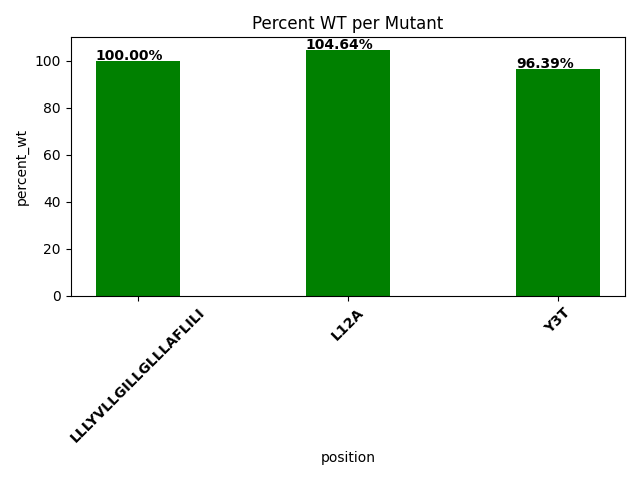 Percent WT per Mutant
100.00%
104.64%
96.39%
percent_wt
100
80
60
40
20
0
LLLYVLLGILLGLLLAFLILI
L12A
Y3T
position